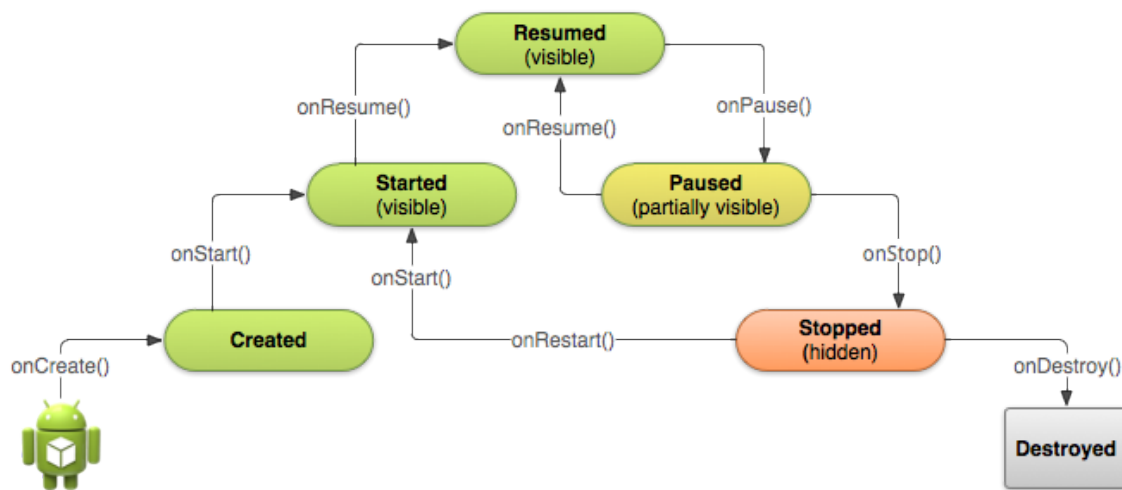 Resumed
(visible)
onResume()
onResume()
onPause()
Started
(visible)
Paused
(partially visible)
onStart()
onStart()
onStop()
Created
onRestart()
Stopped
(hidden)
onCreate()
onDestroy()
Destroyed